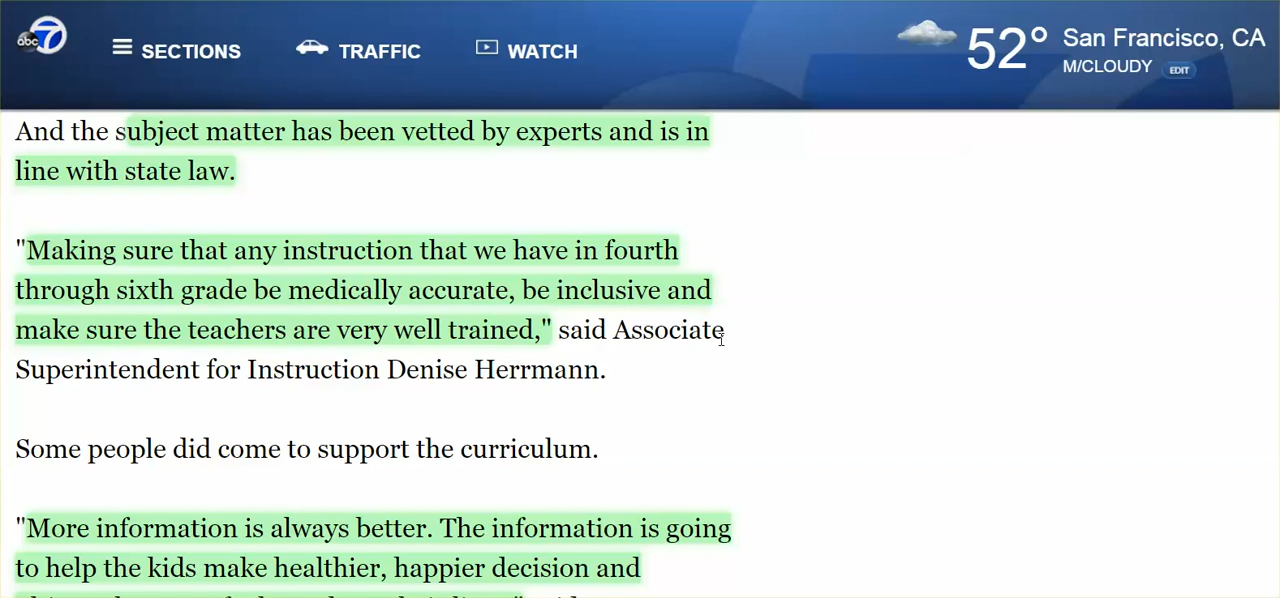 abc 7
SECTIONS
TRAFFIC
WATCH
52°
San Francisco, CA
M/CLOUDY EDIT
And the subject matter has been vetted by experts and is in
line with state law.
"Making sure that any instruction that we have in fourth
through sixth grade be medically accurate, be inclusive and
make sure the teachers are very well trained," said Associate
Superintendent for Instruction Denise Herrmann.
Some people did come to support the curriculum.
"More information is always better. The information is going
to help the kids make healthier, happier decision and